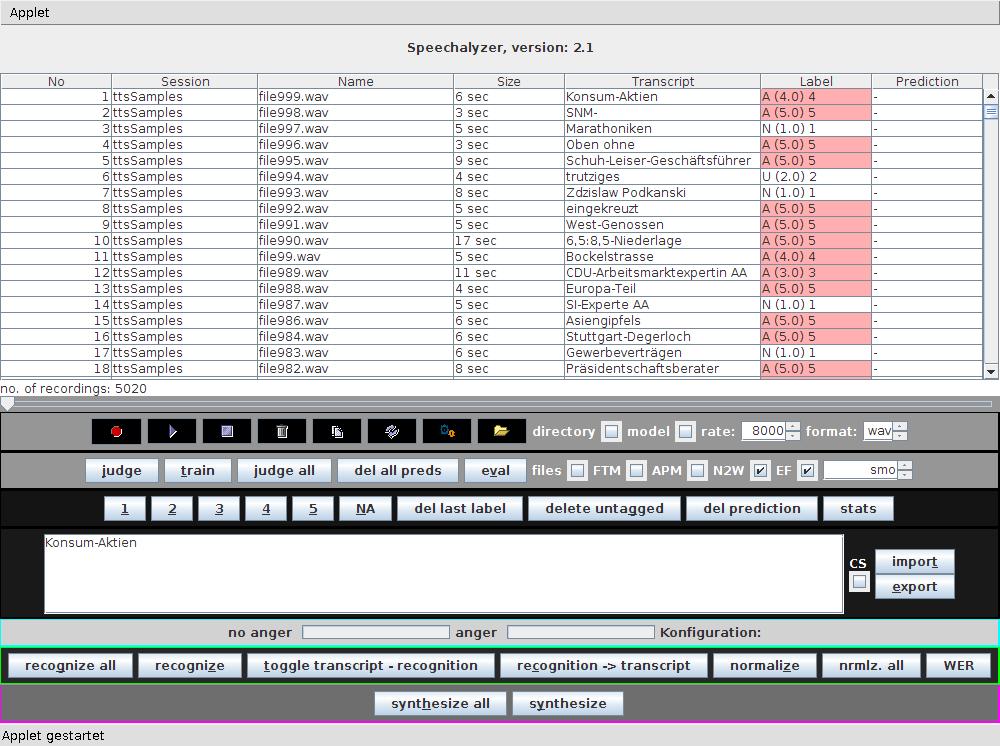 Applet
Speechalyzer, version: 2.1
No Session Name Size Transcript Label Prediction
1 ttsSamples file999.wav 6 sec Konsum-Aktien A (4.0) 4 -
2 ttsSamples file998.wav 3 sec SNM- A (5.0) 5 -
3 ttsSamples file997.wav 5 sec Marathoniken N (1.0) 1 -
4 ttsSamples file996.wav 3 sec Oben ohne A (5.0) 5 -
5 ttsSamples file995.wav 9 sec Schuh-Leiser-Geschäftsführer A (5.0) 5 -
6 ttsSamples file994.wav 4 sec trutziges U (2.0) 2 -
7 ttsSamples file993.wav 8 sec Zdzislaw Podkanski N (1.0) 1 -
8 ttsSamples file992.wav 5 sec eingekreuzt A (5.0) 5 -
9 ttsSamples file991.wav 5 sec West-Genossen A (5.0) 5 -
10 ttsSamples file990.wav 17 sec 6,5:8,5-Niederlage A (5.0) 5 -
11 ttsSamples file99.wav 5 sec Bockelstrasse A (4.0) 4 -
12 ttsSamples file989.wav 11 sec CDU-Arbeitsmarktexpertin AA A (3.0) 3 -
13 ttsSamples file988.wav 4 sec Europa-Teil A (5.0) 5 -
14 ttsSamples file987.wav 5 sec SI-Experte AA N (1.0) 1 -
15 ttsSamples file986.wav 6 sec Asiengipfels A (5.0) 5 -
16 ttsSamples file984.wav 6 sec Stuttgart-Degerloch A (5.0) 5 -
17 ttsSamples file983.wav 6 sec Gewerbeverträgen N (1.0) 1 -
18 ttsSamples file982.wav 8 sec Präsidentschaftsberater A (5.0) 5 -
no. of recordings: 5020
directory model rate: 8000 format: wav
judge train judge all del all preds eval files FTM APM N2W EF smo
1 2 3 4 5 NA del last label delete untagged del prediction stats
Konsum-Aktien
CS import
export
no anger anger Konfiguration:
recognize all recognize toggle transcript - recognition recognition -> transcript normalize nrmlz. all WER
synthesize all synthesize
Applet gestartet